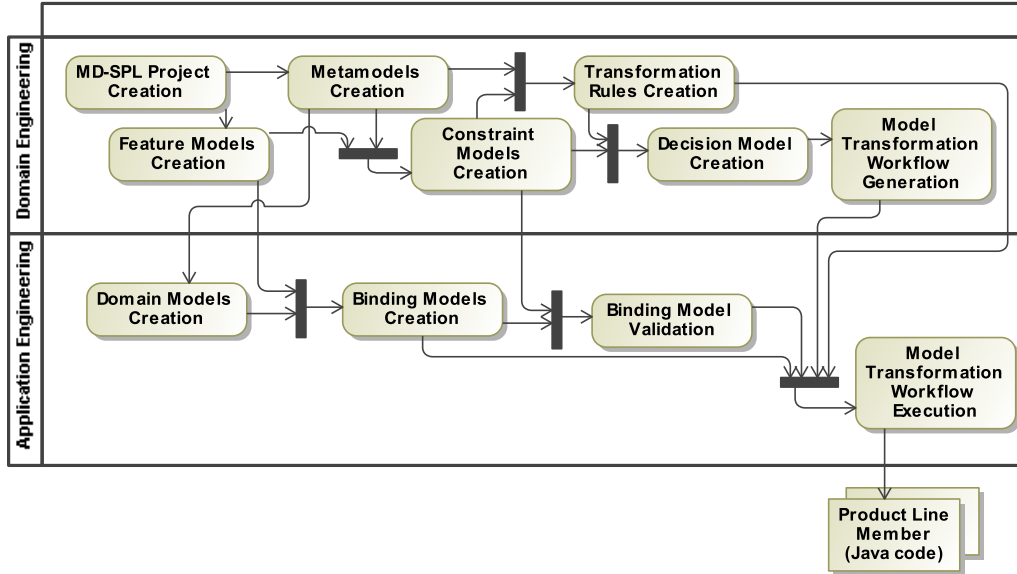 Domain Engineering
MD-SPL Project
Creation
Metamodels
Creation
Transformation
Rules Creation
Feature Models
Creation
Constraint
Models
Creation
Decision Model
Creation
Model
Transformation
Workflow
Generation
Application Engineering
Domain Models
Creation
Binding Models
Creation
Binding Model
Validation
Model
Transformation
Workflow
Execution
Product Line
Member
(Java code)